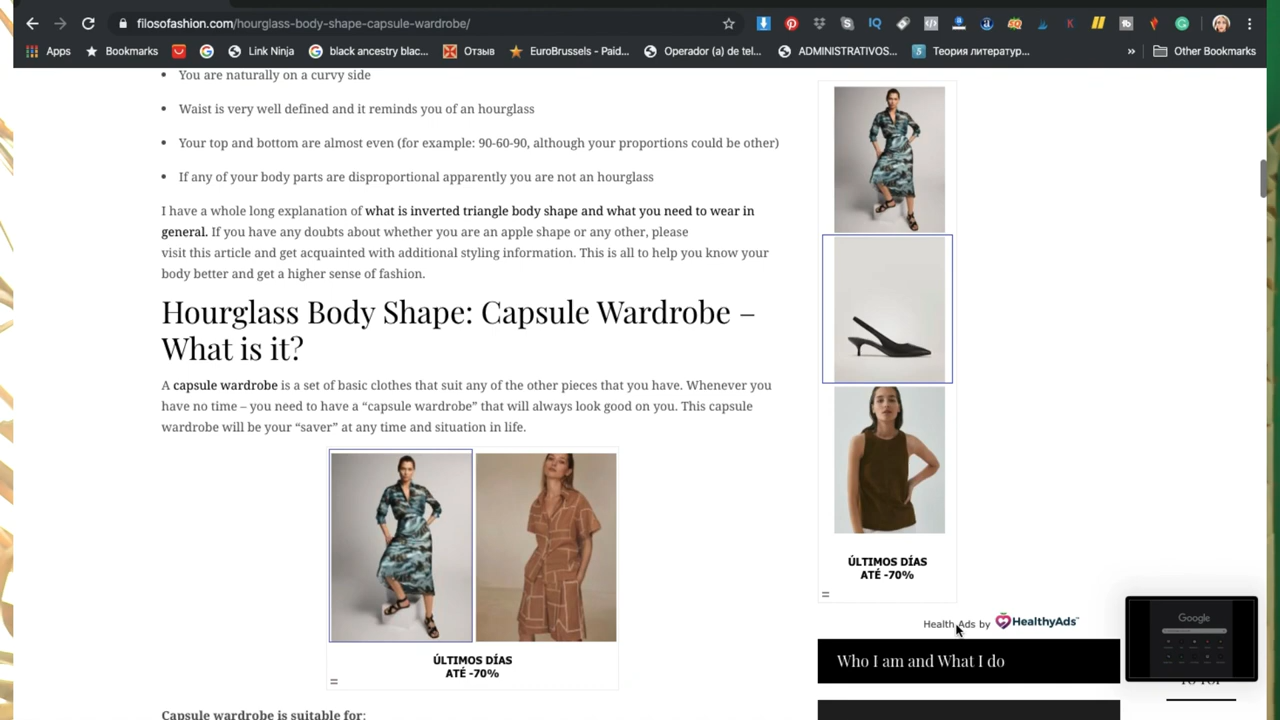 filosofashion.com/hourglass-body-shape-capsule-wardrobe/
Apps
Bookmarks
Link Ninja
black ancestry blac...
Отзыв
EuroBrussels - Paid...
Operador (a) de tel...
ADMINISTRATIVOS...
Теория литератур...
»
Other Bookmarks
• You are naturally on a curvy side
• Waist is very well defined and it reminds you of an hourglass
• Your top and bottom are almost even (for example: 90-60-90, although your proportions could be other)
• If any of your body parts are disproportional apparently you are not an hourglass
I have a whole long explanation of what is inverted triangle body shape and what you need to wear in
general. If you have any doubts about whether you are an apple shape or any other, please
visit this article and get acquainted with additional styling information. This is all to help you know your
body better and get a higher sense of fashion.
Hourglass Body Shape: Capsule Wardrobe –
What is it?
A capsule wardrobe is a set of basic clothes that suit any of the other pieces that you have. Whenever you
have no time – you need to have a “capsule wardrobe” that will always look good on you. This capsule
wardrobe will be your “saver” at any time and situation in life.
ÚLTIMOS DÍAS
ATÉ -70%
Capsule wardrobe is suitable for:
ÚLTIMOS DÍAS
ATÉ -70%
Health Ads by HealthyAds
Who I am and What I do
Google